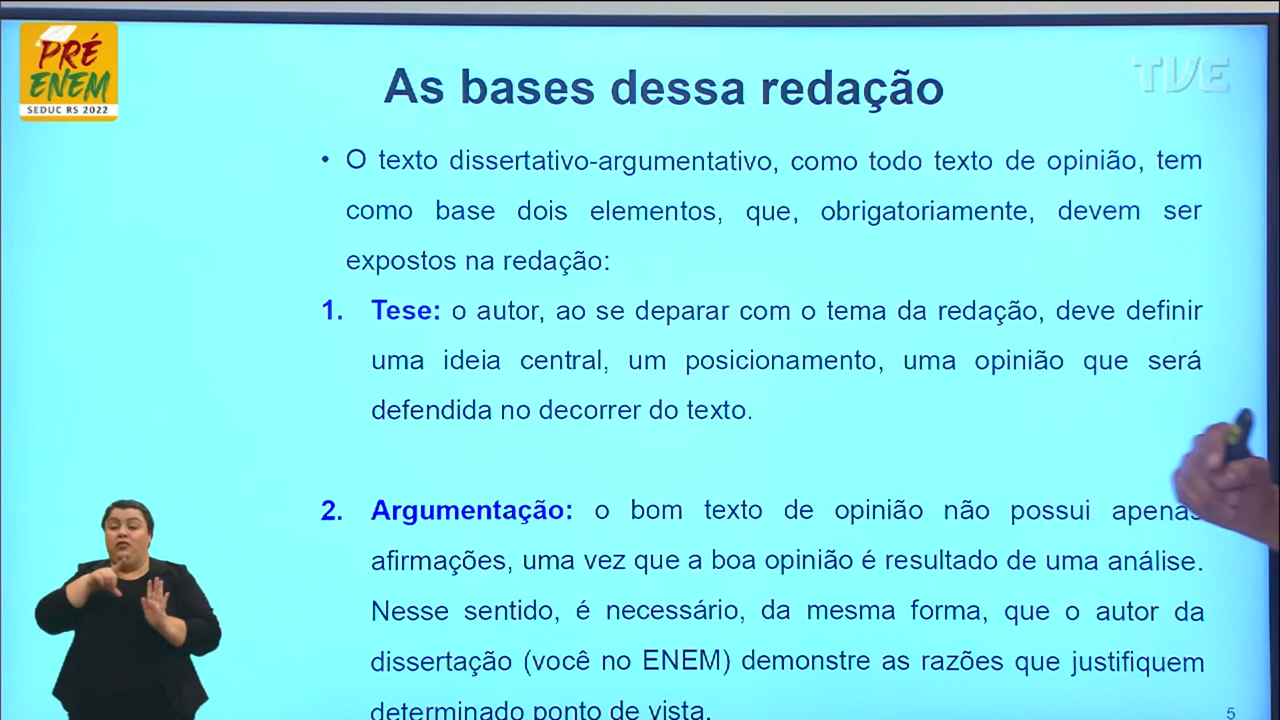 PRÉ
ENEM
SEDUC RS 2022
TVE
As bases dessa redação
• O texto dissertativo-argumentativo, como todo texto de opinião, tem
como base dois elementos, que, obrigatoriamente, devem ser
expostos na redação:
1. Tese: o autor, ao se deparar com o tema da redação, deve definir
uma ideia central, um posicionamento, uma opinião que será
defendida no decorrer do texto.
2. Argumentação: o bom texto de opinião não possui apenas
afirmações, uma vez que a boa opinião é resultado de uma análise.
Nesse sentido, é necessário, da mesma forma, que o autor da
dissertação (você no ENEM) demonstre as razões que justifiquem
determinado ponto de vista.
5